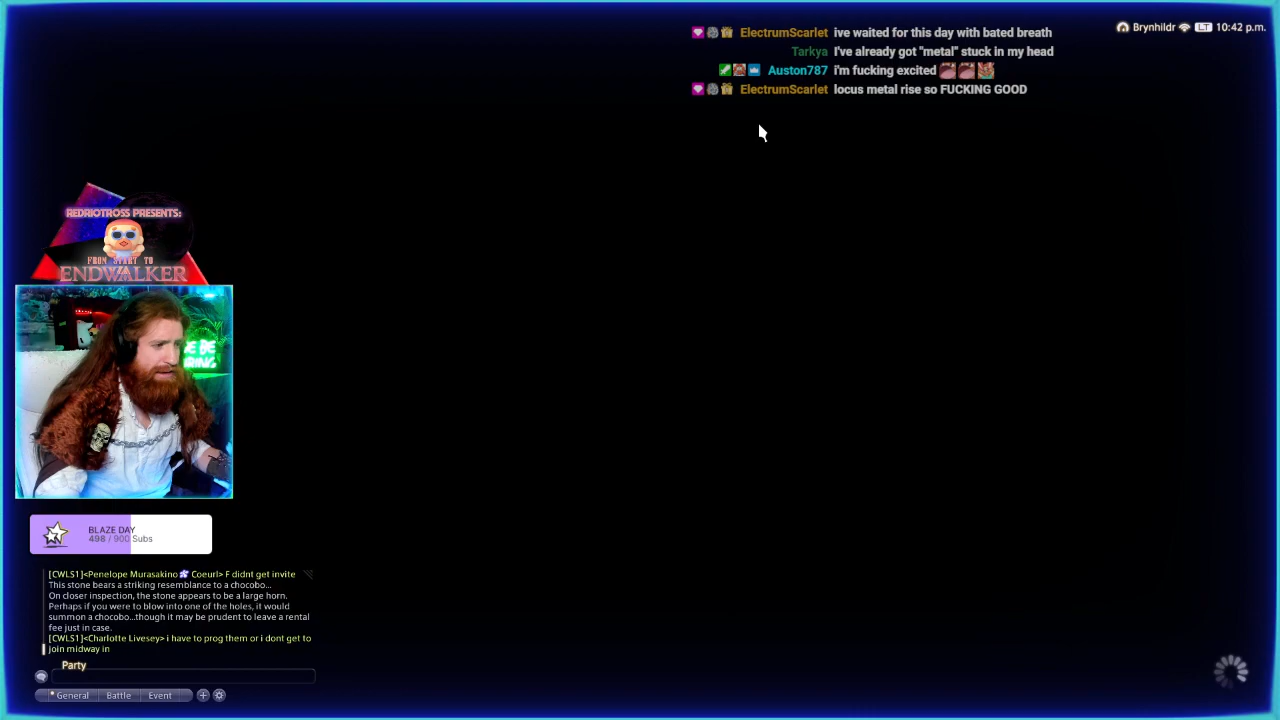 ElectrumScarlet ive waited for this day with bated breath
Tarkya I've already got "metal" stuck in my head
Auston787 i'm fucking excited
ElectrumScarlet locus metal rise so FUCKING GOOD
Brynhildr LT 10:42 p.m.
REDRIOTROSS PRESENTS:
FROM START TO
ENDWALKER
BLAZE DAY
498 / 900 Subs
[CWLS1]<Penelope Murasakino Coeurl> F didnt get invite
This stone bears a striking resemblance to a chocobo...
On closer inspection, the stone appears to be a large horn.
Perhaps if you were to blow into one of the holes, it would
summon a chocobo...though it may be prudent to leave a rental
fee just in case.
[CWLS1]<Charlotte Livesey> i have to prog them or i dont get to
join midway in
Party
General Battle Event